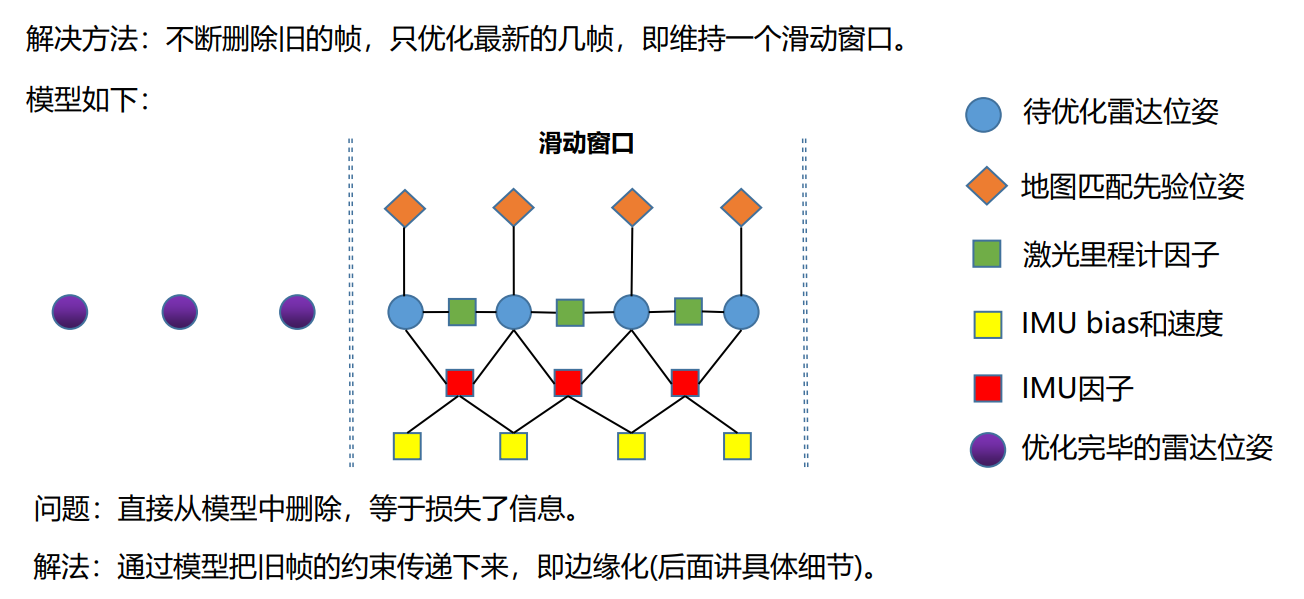 解决方法：不断删除旧的帧，只优化最新的几帧，即维持一个滑动窗口。
模型如下：
滑动窗口
待优化雷达位姿
地图匹配先验位姿
激光里程计因子
IMU bias和速度
IMU因子
优化完毕的雷达位姿
问题：直接从模型中删除，等于损失了信息。
解法：通过模型把旧帧的约束传递下来，即边缘化(后面讲具体细节)。